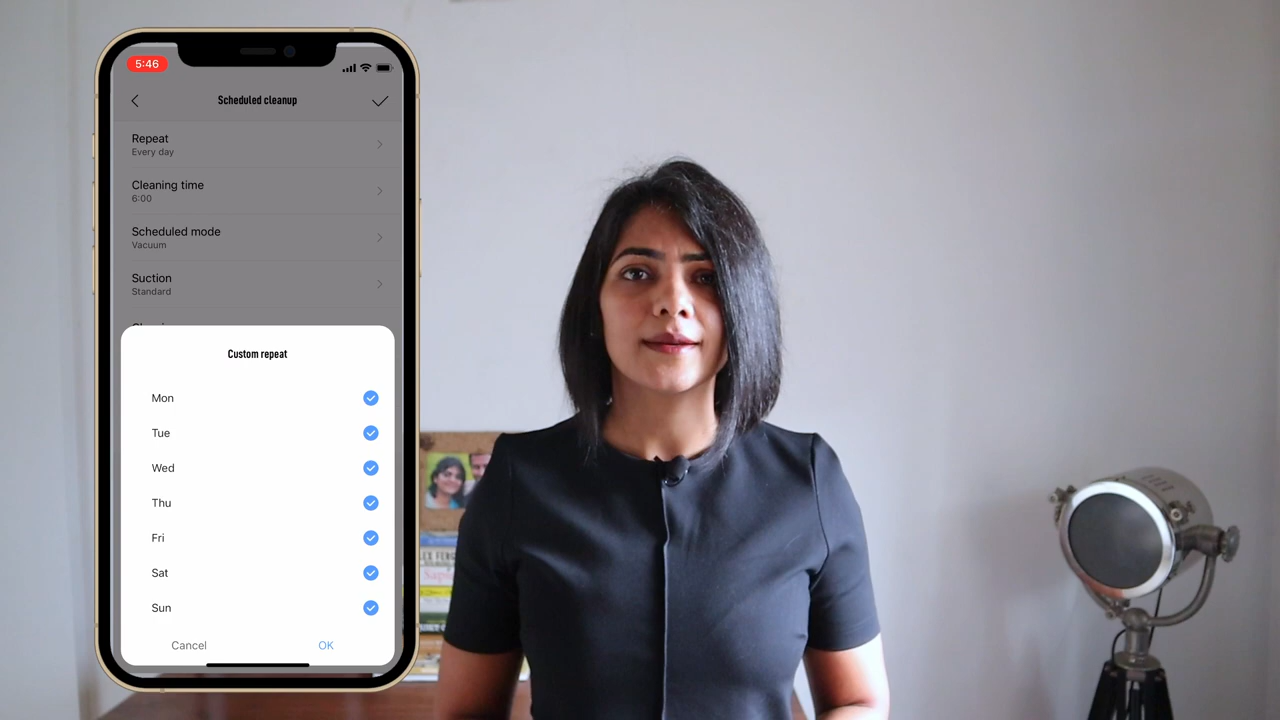 5:46
Scheduled cleanup
Repeat
Every day
Cleaning time
6:00
Scheduled mode
Vacuum
Suction
Standard
Custom repeat
Mon
Tue
Wed
Thu
Fri
Sat
Sun
Cancel
OK